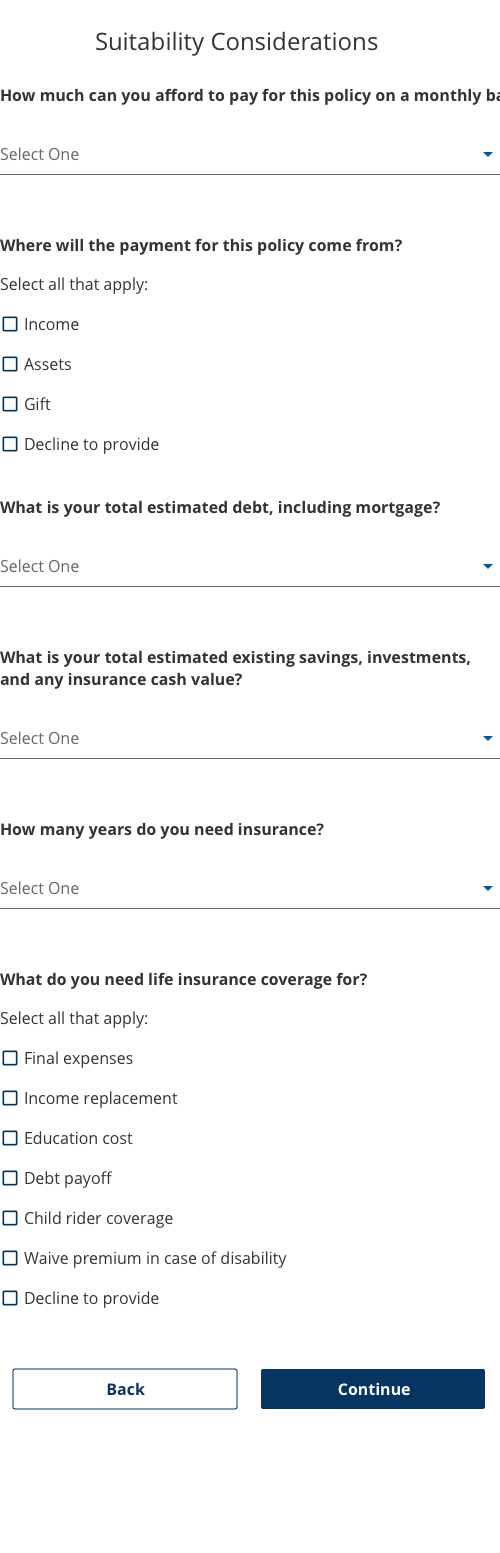 Suitability Considerations
How much can you afford to pay for this policy on a monthly
Select One
Where will the payment for this policy come from?
Select all that apply:
Income
Assets
Gift
Decline to provide
What is your total estimated debt, including mortgage?
Select One
What is your total estimated existing savings, investments,
and any insurance cash value?
Select One
How many years do you need insurance?
Select One
What do you need life insurance coverage for?
Select all that apply:
Final expenses
Income replacement
Education cost
Debt payoff
Child rider coverage
Waive premium in case of disability
Decline to provide
Back
Continue